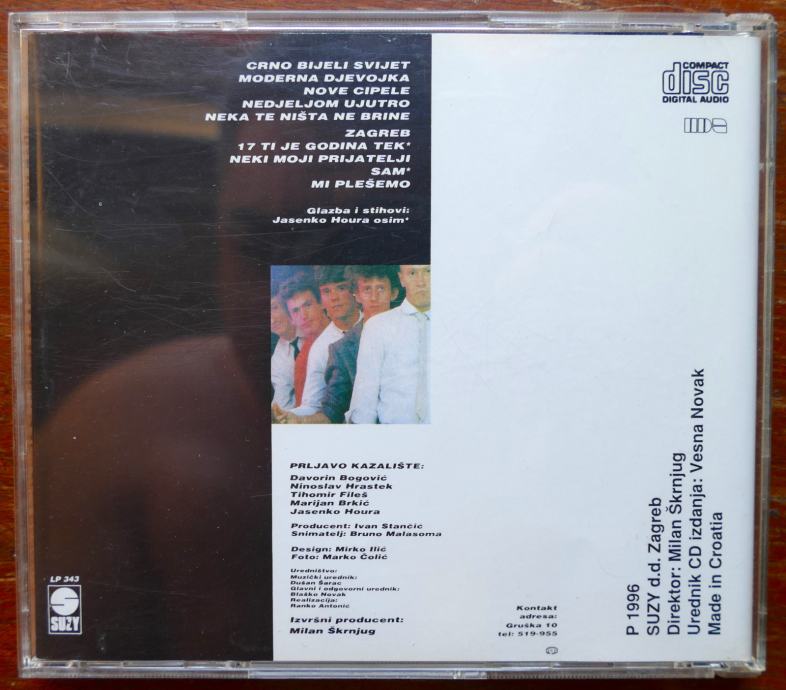 CRNO BIJELI SVIJET
MODERNA DJEVOJKA
NOVE CIPELE
NEDJELJOM UJUTRO
NEKA TE NIŠTA NE BRINE
ZAGREB
17 TI JE GODINA TEK*
NEKI MOJI PRIJATELJI
SAM*
MI PLEŠEMO
Glazba i stihovi:
Jasenko Houra osim*
COMPACT
disc
DIGITAL AUDIO
PRLJAVO KAZALIŠTE:
Davorin Bogović
Ninoslav Hrastek
Tihomir Fileš
Marijan Brkić
Jasenko Houra
Producent: Ivan Stančić
Snimatelj: Bruno Malasoma
Design: Mirko Ilić
Foto: Marko Čolić
Uredništvo:
Muzički urednik:
Dušan Šarac
Glavni i odgovorni urednik:
Blaško Novak
Realizacija:
Ranko Antonić
Izvršni producent:
Milan Škrnjug
Kontakt
adresa:
Gruška 10
tel: 519-955
LP 343
SUZY
P 1996
SUZY d.d. Zagreb
Direktor: Milan Škrnjug
Urednik CD izdanja: Vesna Novak
Made in Croatia